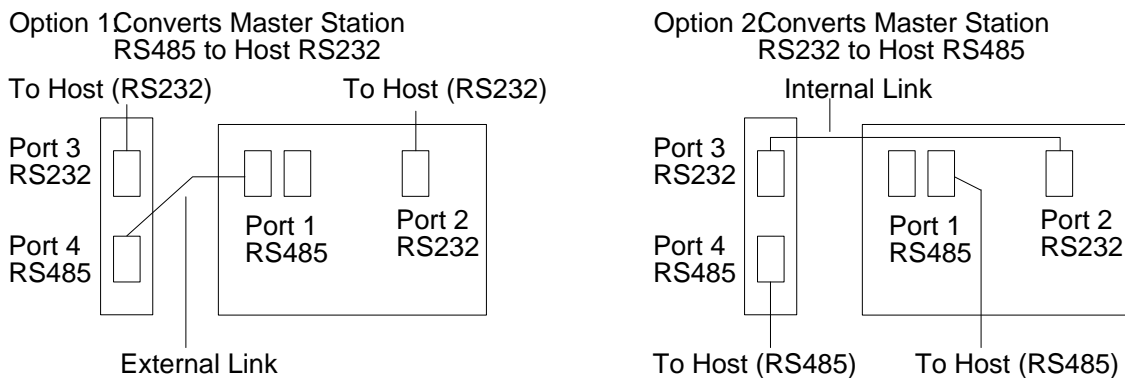 Option 1:Converts Master Station
RS485 to Host RS232
To Host (RS232)
To Host (RS232)
Port 3
RS232
Port 4
RS485
Port 1
RS485
Port 2
RS232
External Link
Option 2:Converts Master Station
RS232 to Host RS485
Internal Link
Port 3
RS232
Port 4
RS485
Port 1
RS485
Port 2
RS232
To Host (RS485)
To Host (RS485)